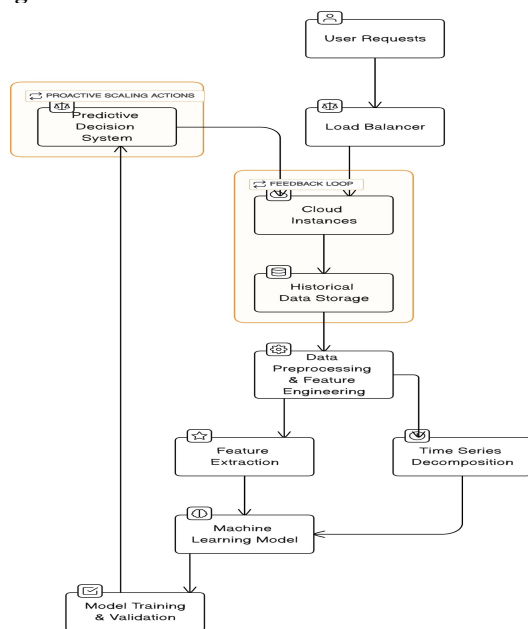 User Requests
PROACTIVE SCALING ACTIONS
Predictive
Decision
System
Load Balancer
FEEDBACK LOOP
Cloud
Instances
Historical
Data Storage
Data
Preprocessing
& Feature
Engineering
Feature
Extraction
Time Series
Decomposition
Machine
Learning Model
Model Training
& Validation